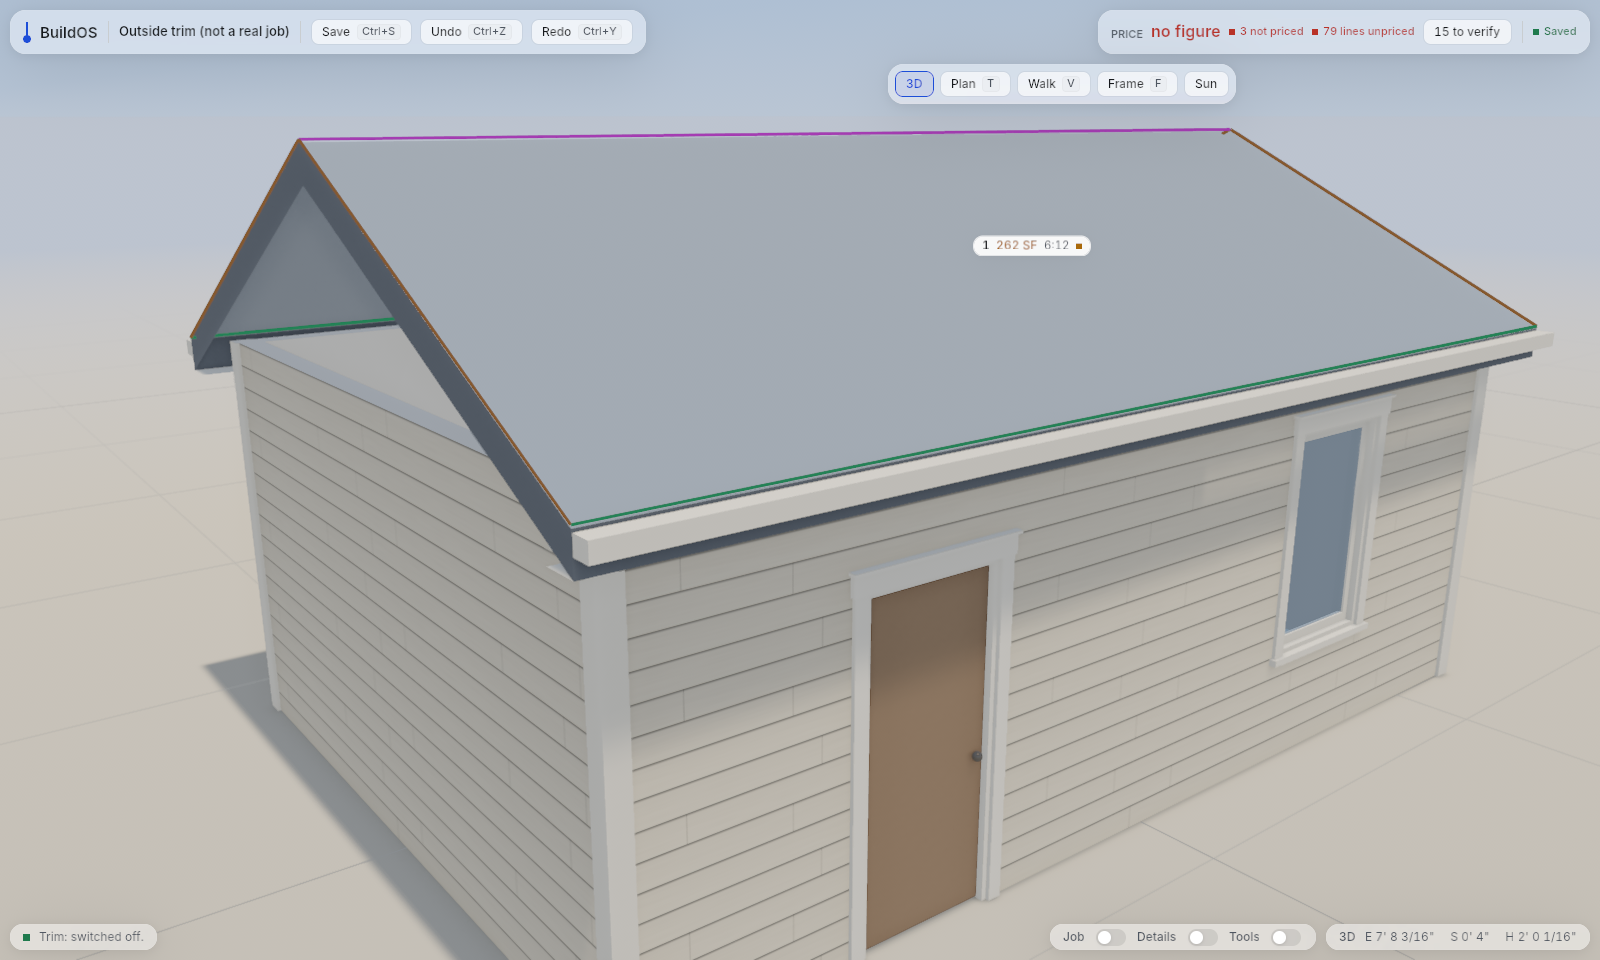 BuildOS Outside trim (not a real job) Save Ctrl+S Undo Ctrl+Z Redo Ctrl+Y
PRICE no figure 3 not priced 79 lines unpriced 15 to verify Saved
3D Plan T Walk V Frame F Sun
1 262 SF 6:12
Trim: switched off.
Job Details Tools
3D E 7' 8 3/16" S 0' 4" H 2' 0 1/16"